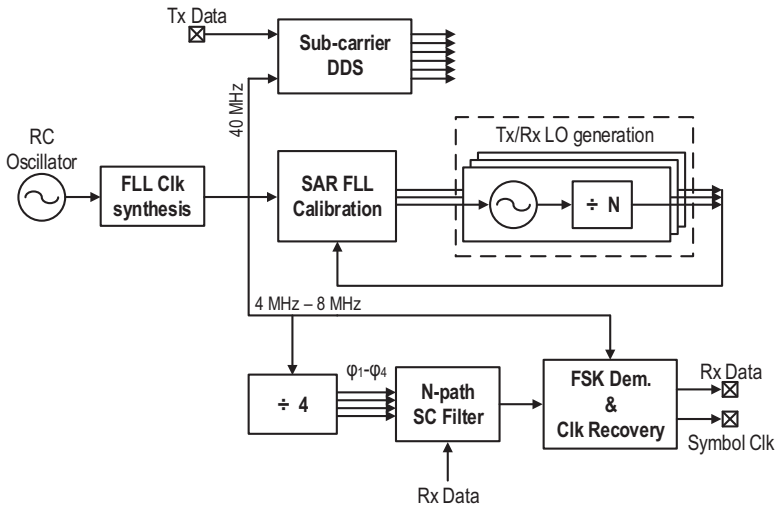 Tx Data
Sub-carrier
DDS
40 MHz
RC
Oscillator
FLL Clk
synthesis
SAR FLL
Calibration
Tx/Rx LO generation
÷ N
4 MHz – 8 MHz
÷ 4
φ1-φ4
N-path
SC Filter
FSK Dem.
&
Clk Recovery
Rx Data
Symbol Clk
Rx Data